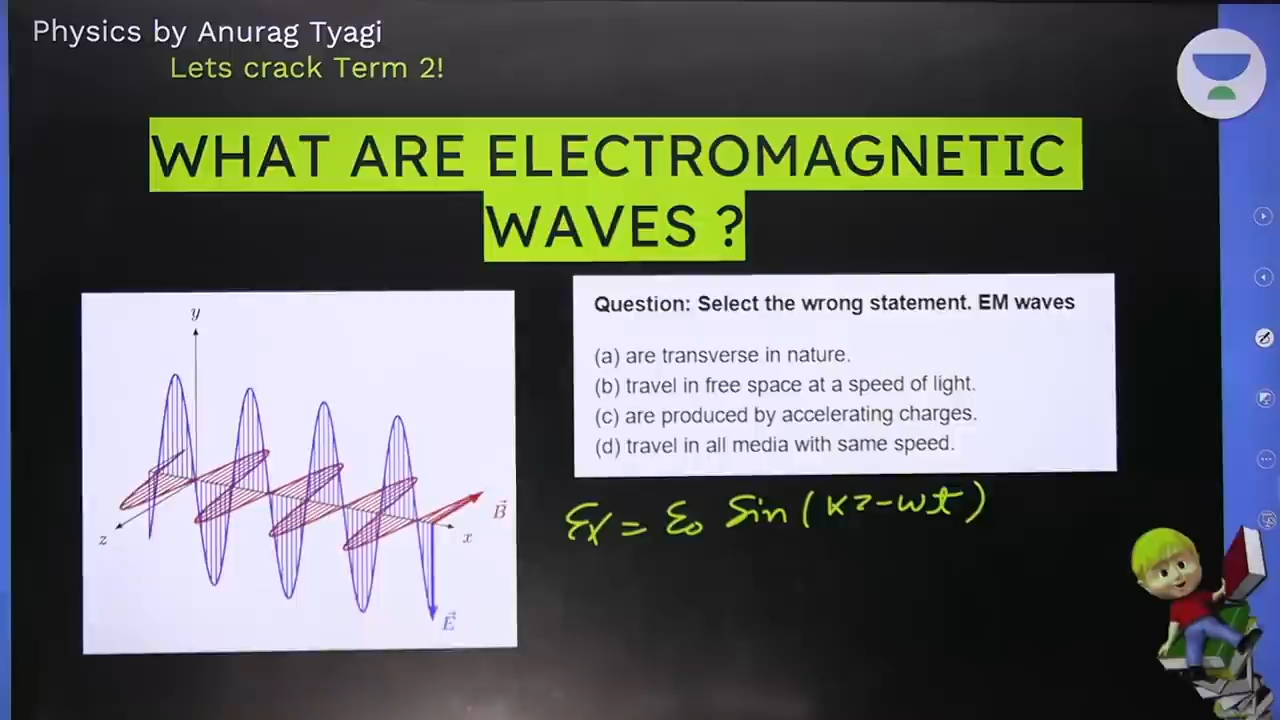 Physics by Anurag Tyagi
Lets crack Term 2!
WHAT ARE ELECTROMAGNETIC
WAVES ?
y
z
x
B
E
Question: Select the wrong statement. EM waves
(a) are transverse in nature.
(b) travel in free space at a speed of light.
(c) are produced by accelerating charges.
(d) travel in all media with same speed.
Ex = E₀ Sin (kz-wt)